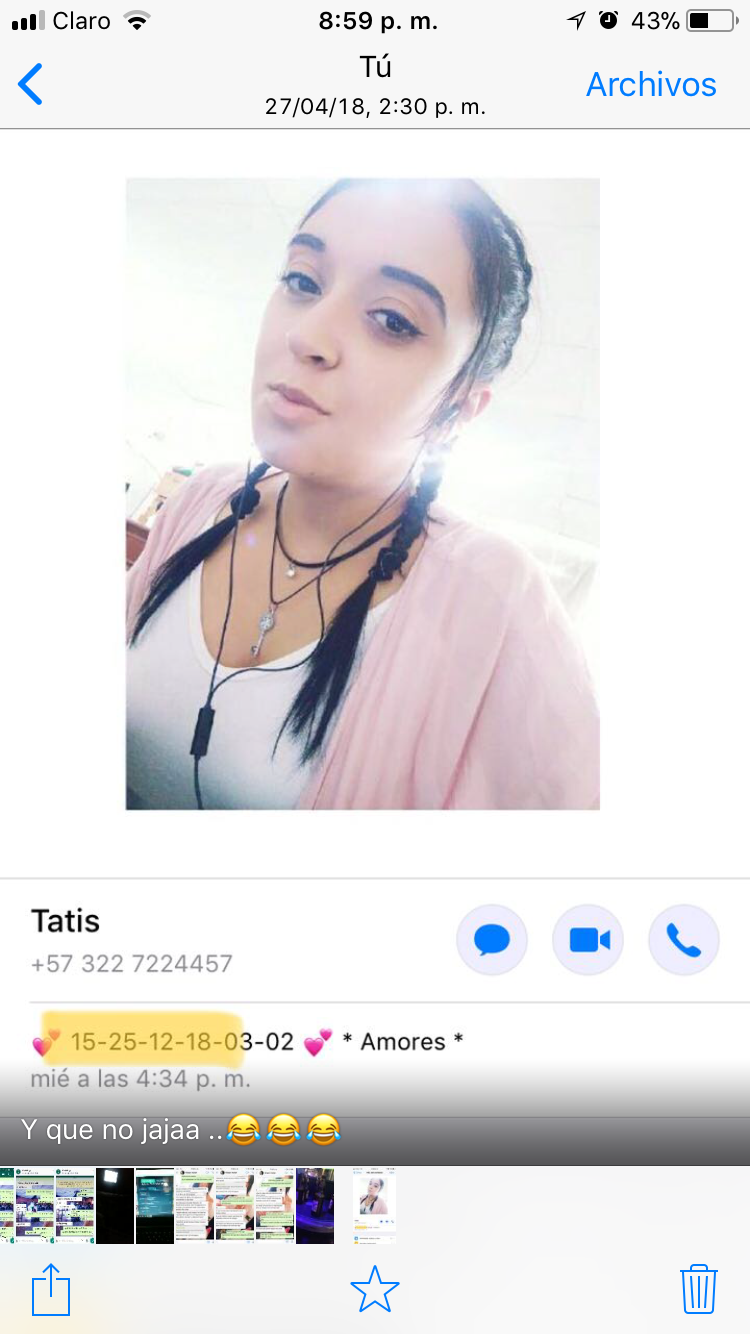 Claro 8:59 p. m. 43%
Tú
27/04/18, 2:30 p. m.
Archivos
Tatis
+57 322 7224457
💕 15-25-12-18-03-02 💕 * Amores *
mié a las 4:34 p. m.
Y que no jajaa ..😂😂😂